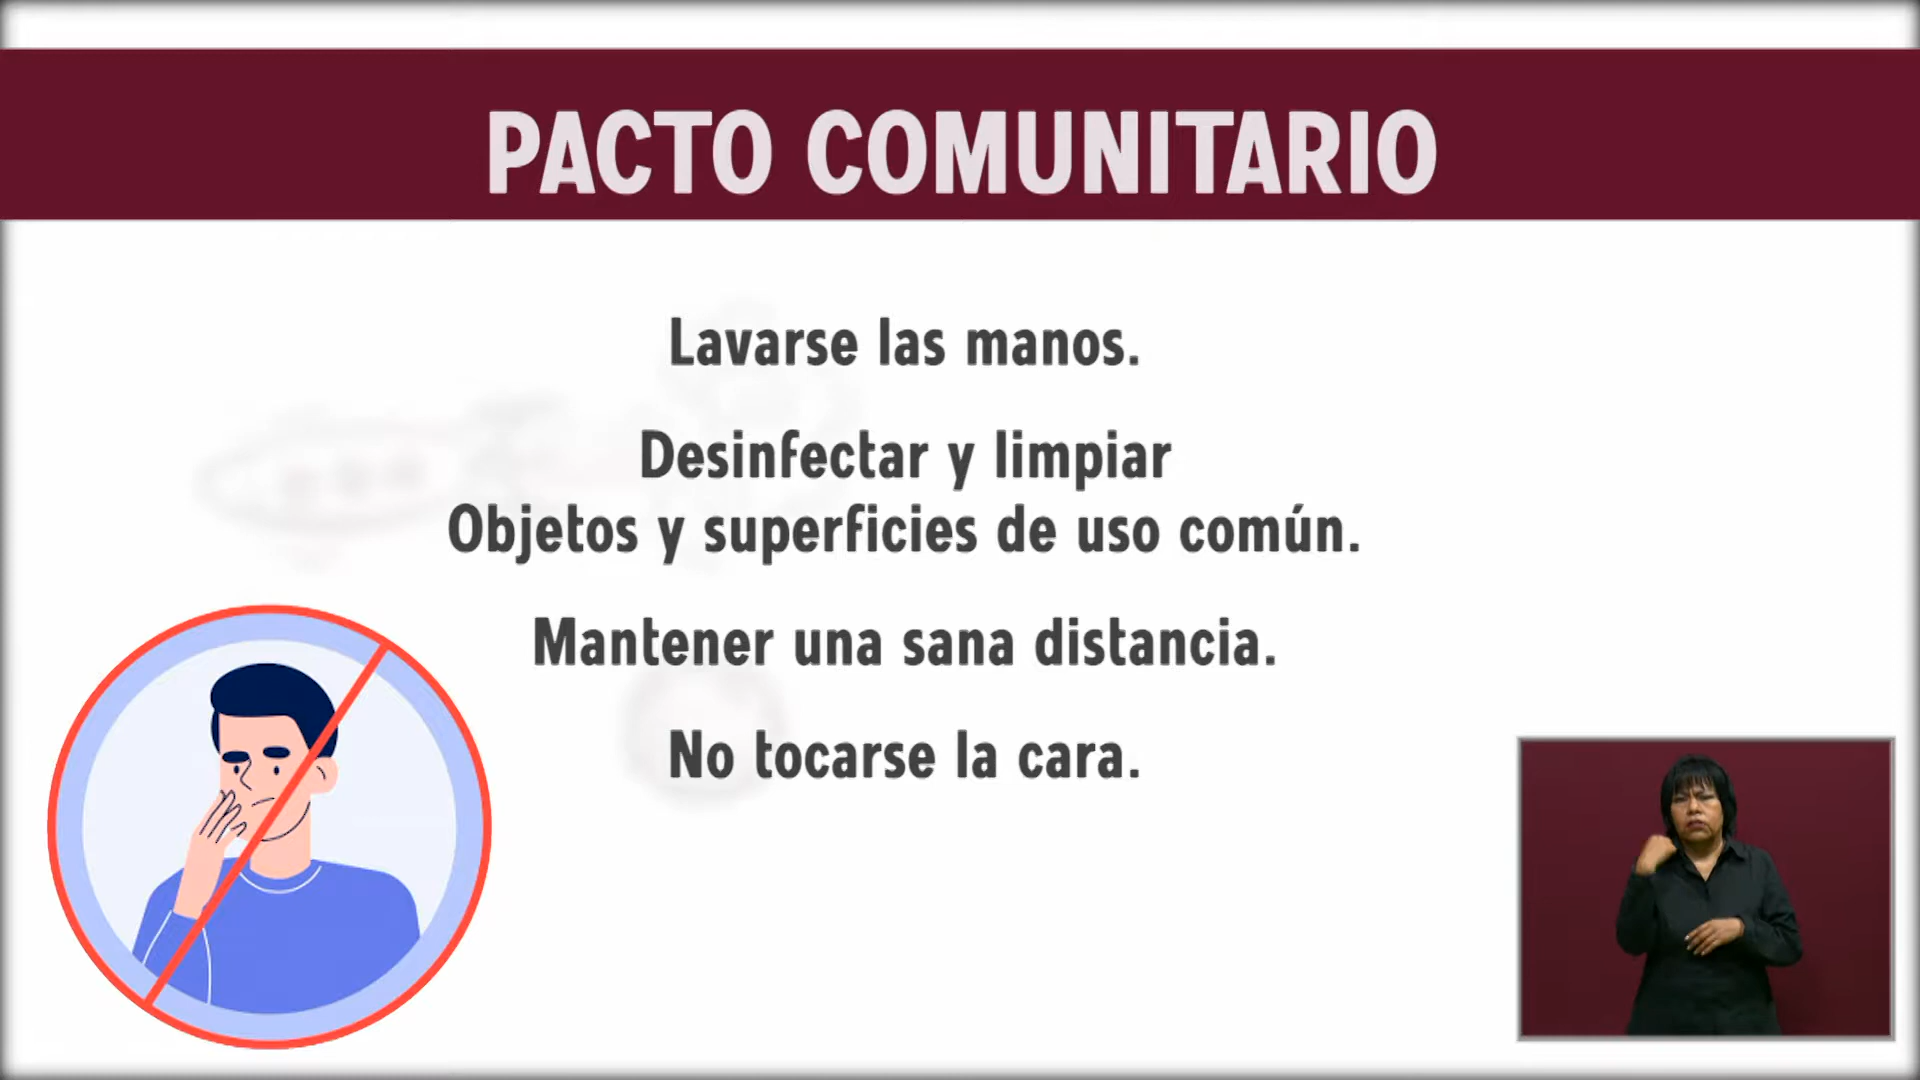 PACTO COMUNITARIO
Lavarse las manos.
Desinfectar y limpiar
Objetos y superficies de uso común.
Mantener una sana distancia.
No tocarse la cara.